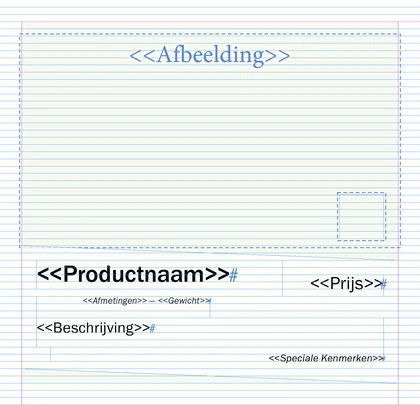 <<Afbeelding>>
<<Productnaam>>#
<<Prijs>>#
<<Afmetingen>> — <<Gewicht>>#
<<Beschrijving>>#
<<Speciale Kenmerken>>#